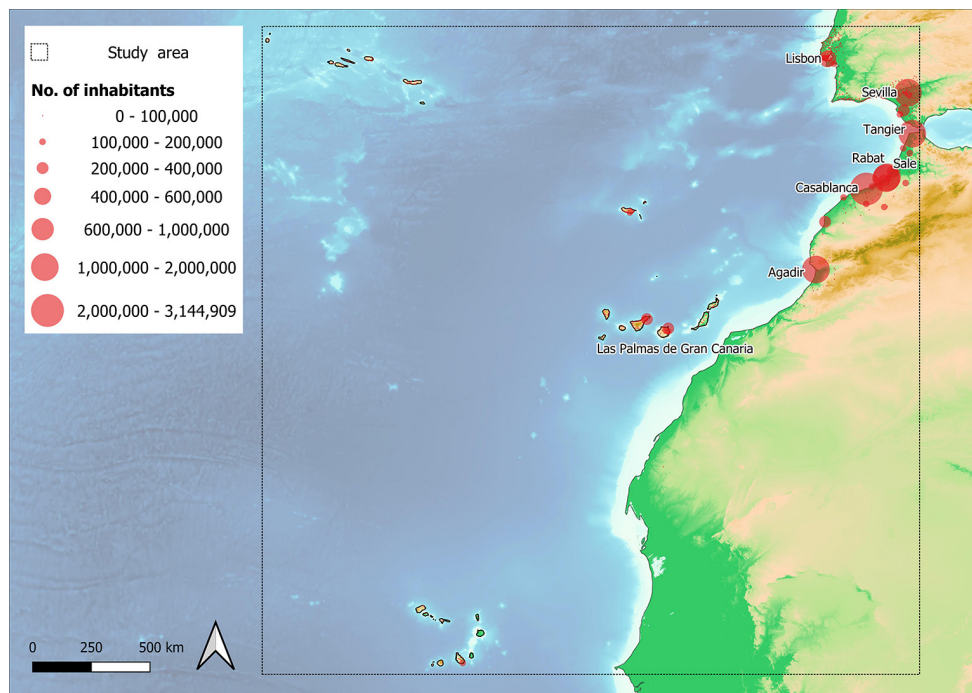 Study area
No. of inhabitants
0 - 100,000
100,000 - 200,000
200,000 - 400,000
400,000 - 600,000
600,000 - 1,000,000
1,000,000 - 2,000,000
2,000,000 - 3,144,909
Lisbon
Sevilla
Tangier
Rabat
Sale
Casablanca
Agadir
Las Palmas de Gran Canaria
0 250 500 km